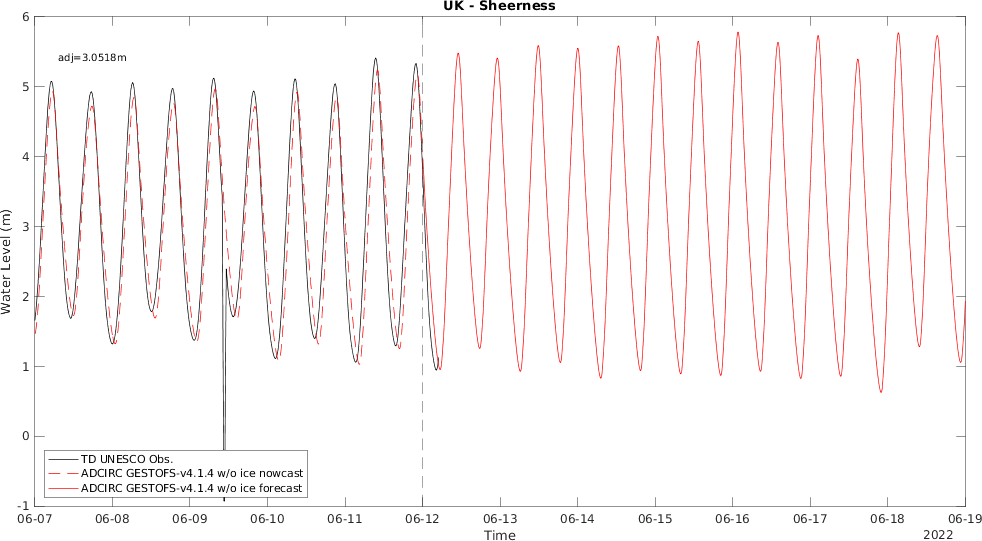 UK - Sheerness
adj=3.0518m
6
5
4
3
2
1
0
-1
Water Level (m)
TD UNESCO Obs.
ADCIRC GESTOFS-v4.1.4 w/o ice nowcast
ADCIRC GESTOFS-v4.1.4 w/o ice forecast
06-07 06-08 06-09 06-10 06-11 06-12 06-13 06-14 06-15 06-16 06-17 06-18 06-19
Time
2022